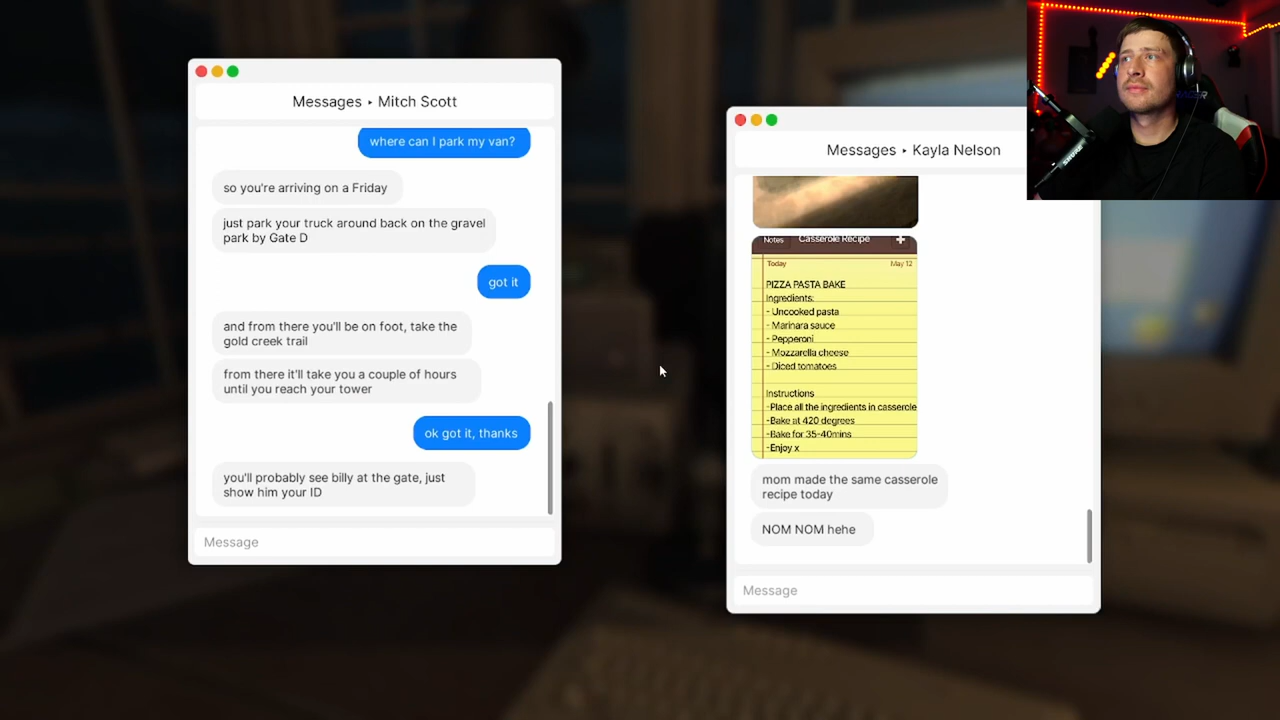 Messages ▸ Mitch Scott
where can I park my van?
so you're arriving on a Friday
just park your truck around back on the gravel
park by Gate D
got it
and from there you'll be on foot, take the
gold creek trail
from there it'll take you a couple of hours
until you reach your tower
ok got it, thanks
you'll probably see billy at the gate, just
show him your ID
Message
Messages ▸ Kayla Nelson
Notes Casserole Recipe +
Today May 12
PIZZA PASTA BAKE
Ingredients:
- Uncooked pasta
- Marinara sauce
- Pepperoni
- Mozzarella cheese
- Diced tomatoes
Instructions
-Place all the ingredients in casserole
-Bake at 420 degrees
-Bake for 35-40mins
-Enjoy x
mom made the same casserole
recipe today
NOM NOM hehe
Message
SHURE